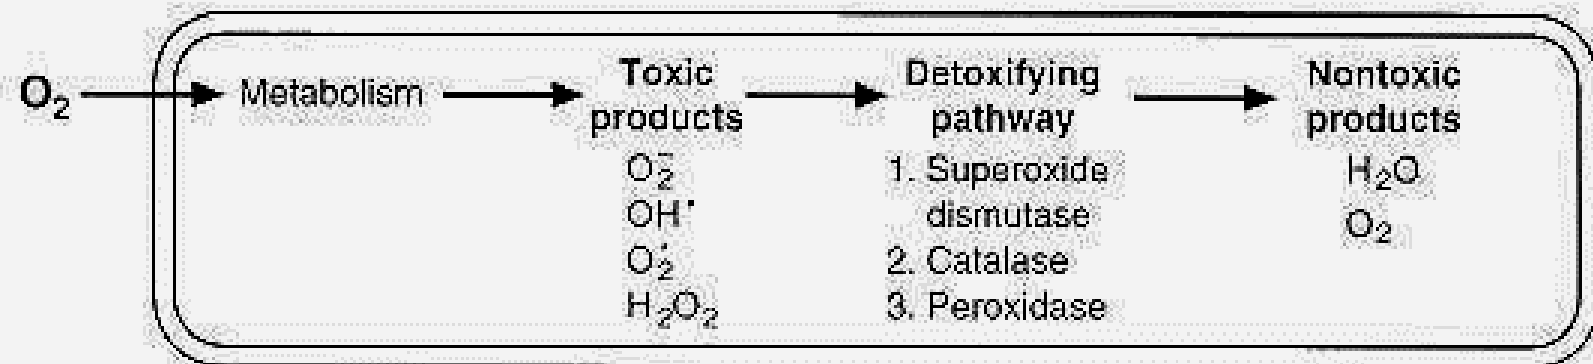 O₂
Metabolism
Toxic
products
O₂⁻
OH•
O₂•
H₂O₂
Detoxifying
pathway
1. Superoxide
dismutase
2. Catalase
3. Peroxidase
Nontoxic
products
H₂O
O₂